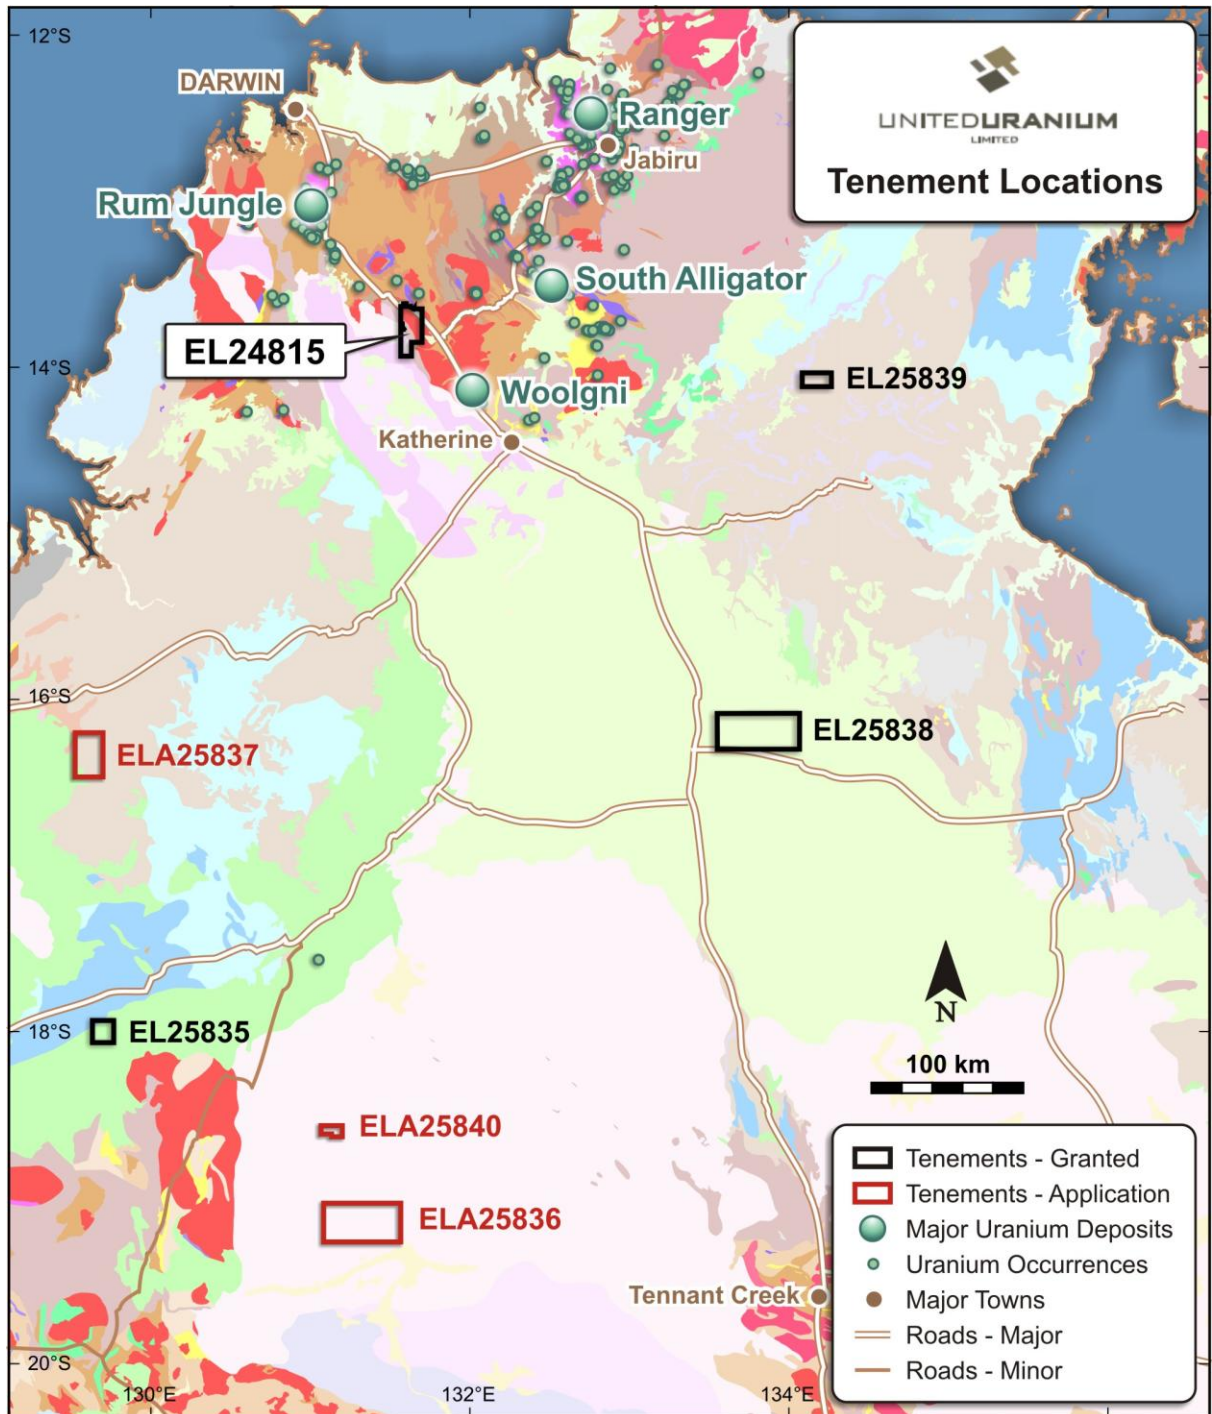 12°S
DARWIN
Ranger
Jabiru
UNITEDURANIUM
LIMITED
Tenement Locations
Rum Jungle
South Alligator
EL24815
14°S
EL25839
Woolgni
Katherine
16°S
ELA25837
EL25838
18°S
EL25835
N
100 km
ELA25840
ELA25836
Tennant Creek
Tenements - Granted
Tenements - Application
Major Uranium Deposits
Uranium Occurrences
Major Towns
Roads - Major
Roads - Minor
20°S
130°E
132°E
134°E